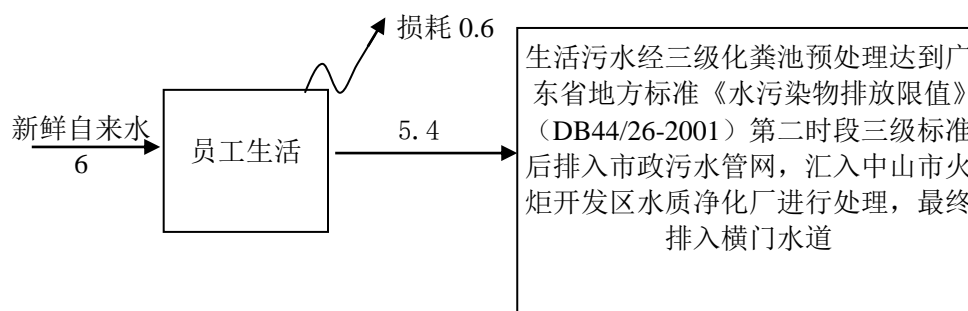 损耗 0.6
新鲜自来水
6
员工生活
5.4
生活污水经三级化粪池预处理达到广
东省地方标准《水污染物排放限值》
（DB44/26-2001）第二时段三级标准
后排入市政污水管网，汇入中山市火
炬开发区水质净化厂进行处理，最终
排入横门水道